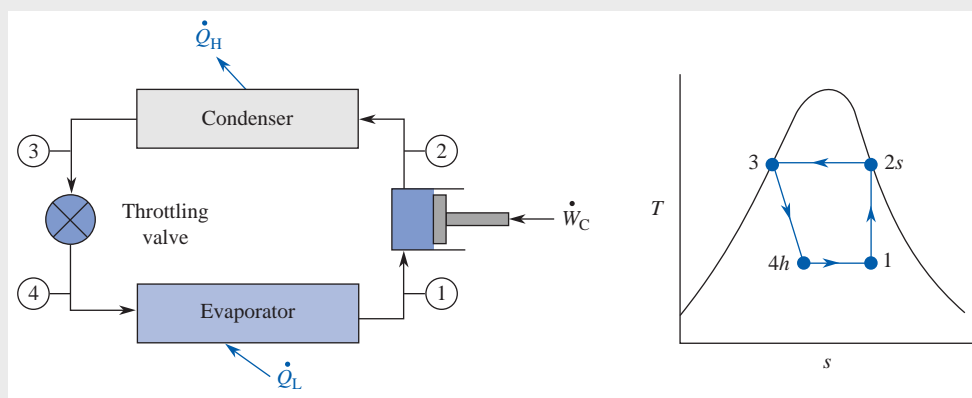 Q̇H
Condenser
3
2
Throttling
valve
ẆC
4
1
Evaporator
Q̇L
T
3
2s
4h
1
s